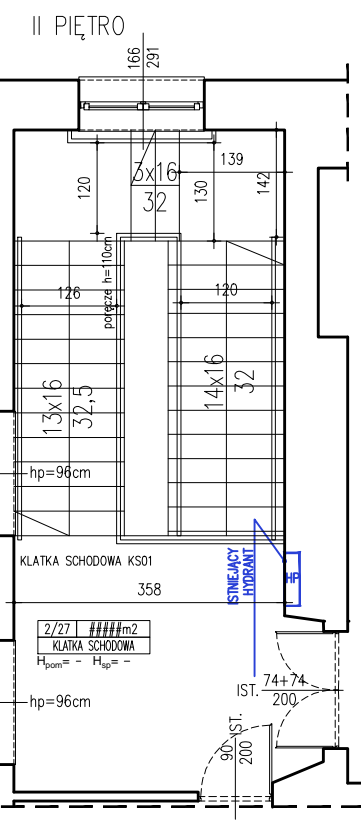 II PIĘTRO
166
291
139
3x16
32
120
130
142
126
poręcze h=110cm
120
13x16
32,5
14x16
32
hp=96cm
KLATKA SCHODOWA KS01
ISTNIEJĄCY
HYDRANT
HP
358
2/27 #####m2
KLATKA SCHODOWA
Hpom= - Hsp= -
hp=96cm
IST. 74+74
200
90 IST.
200